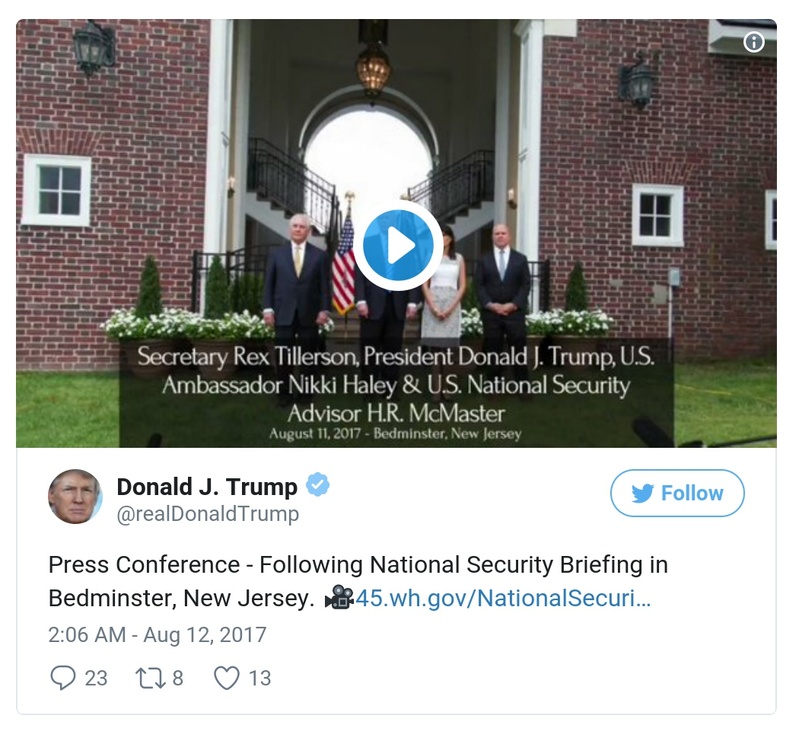 Secretary Rex Tillerson, President Donald J. Trump, U.S.
Ambassador Nikki Haley & U.S. National Security
Advisor H.R. McMaster
August 11, 2017 - Bedminster, New Jersey
Donald J. Trump
@realDonaldTrump
Follow
Press Conference - Following National Security Briefing in
Bedminster, New Jersey. 🎥45.wh.gov/NationalSecuri…
2:06 AM - Aug 12, 2017
23 8 13